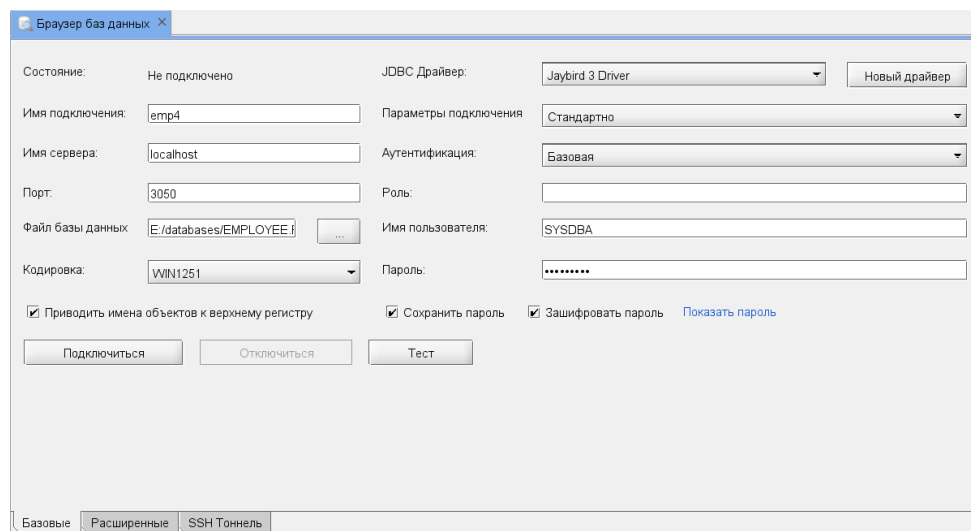 Браузер баз данных
Состояние: Не подключено JDBC Драйвер: Jaybird 3 Driver Новый драйвер
Имя подключения: emp4 Параметры подключения Стандартно
Имя сервера: localhost Аутентификация: Базовая
Порт: 3050 Роль:
Файл базы данных E:/databases/EMPLOYEE. ... Имя пользователя: SYSDBA
Кодировка: WIN1251 Пароль: •••••••••
Приводить имена объектов к верхнему регистру Сохранить пароль Зашифровать пароль Показать пароль
Подключиться Отключиться Тест
Базовые Расширенные SSH Тоннель